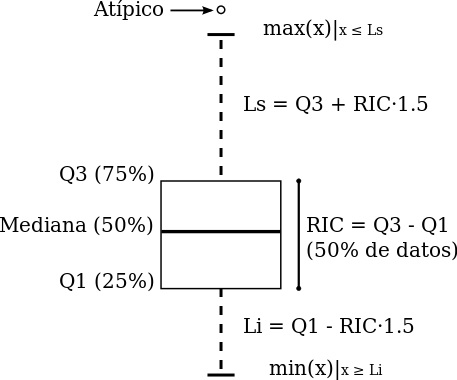 Atípico
max(x)|x ≤ Ls
Ls = Q3 + RIC·1.5
Q3 (75%)
Mediana (50%)
RIC = Q3 - Q1
(50% de datos)
Q1 (25%)
Li = Q1 - RIC·1.5
min(x)|x ≥ Li